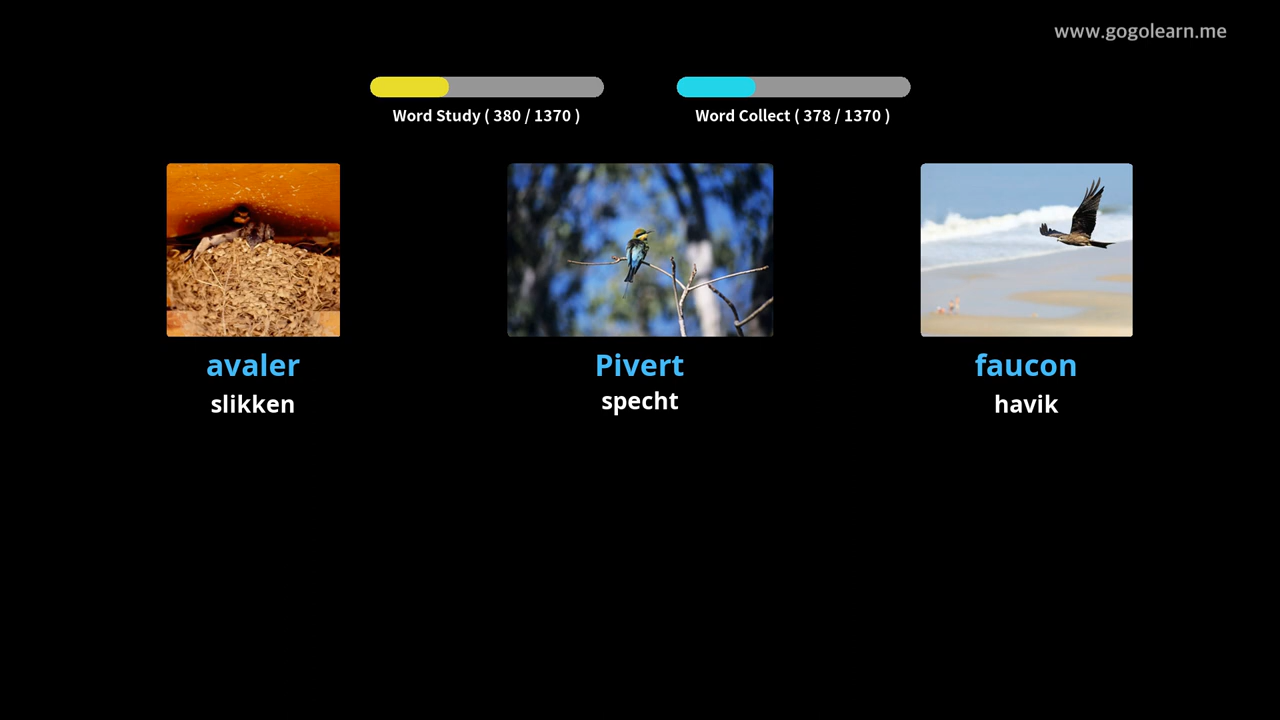 www.gogolearn.me
Word Study ( 380 / 1370 )
Word Collect ( 378 / 1370 )
avaler
slikken
Pivert
specht
faucon
havik